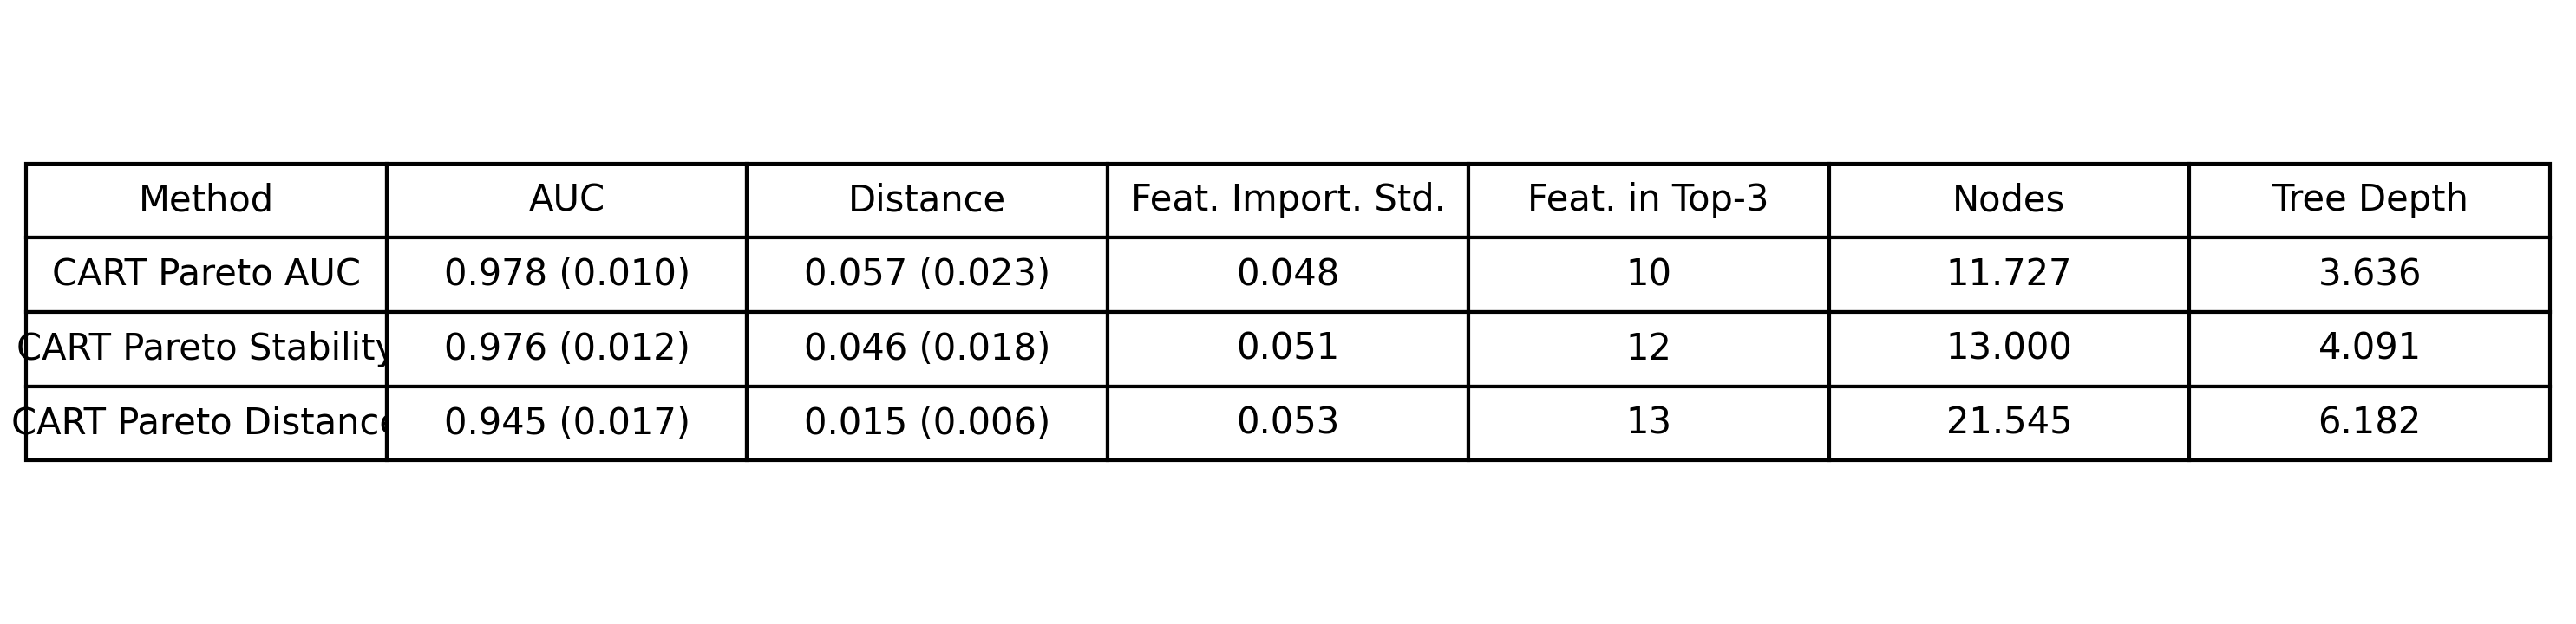 Method AUC Distance Feat. Import. Std. Feat. in Top-3 Nodes Tree Depth
CART Pareto AUC 0.978 (0.010) 0.057 (0.023) 0.048 10 11.727 3.636
CART Pareto Stability 0.976 (0.012) 0.046 (0.018) 0.051 12 13.000 4.091
CART Pareto Distance 0.945 (0.017) 0.015 (0.006) 0.053 13 21.545 6.182